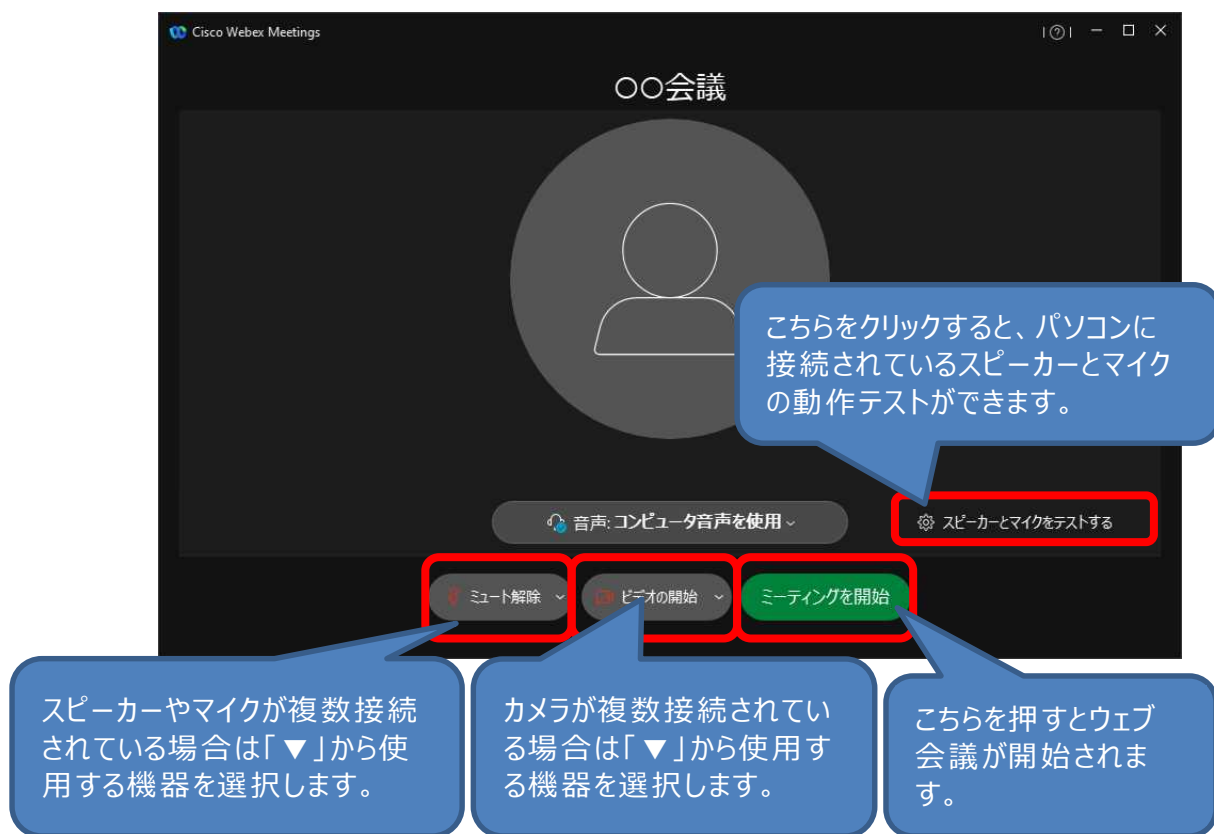 Cisco Webex Meetings
○○会議
こちらをクリックすると、パソコンに
接続されているスピーカーとマイク
の動作テストができます。
音声: コンピュータ音声を使用
スピーカーとマイクをテストする
ミュート解除
ビデオの開始
ミーティングを開始
スピーカーやマイクが複数接続
されている場合は「▼」から使
用する機器を選択します。
カメラが複数接続されてい
る場合は「▼」から使用す
る機器を選択します。
こちらを押すとウェブ
会議が開始されま
す。